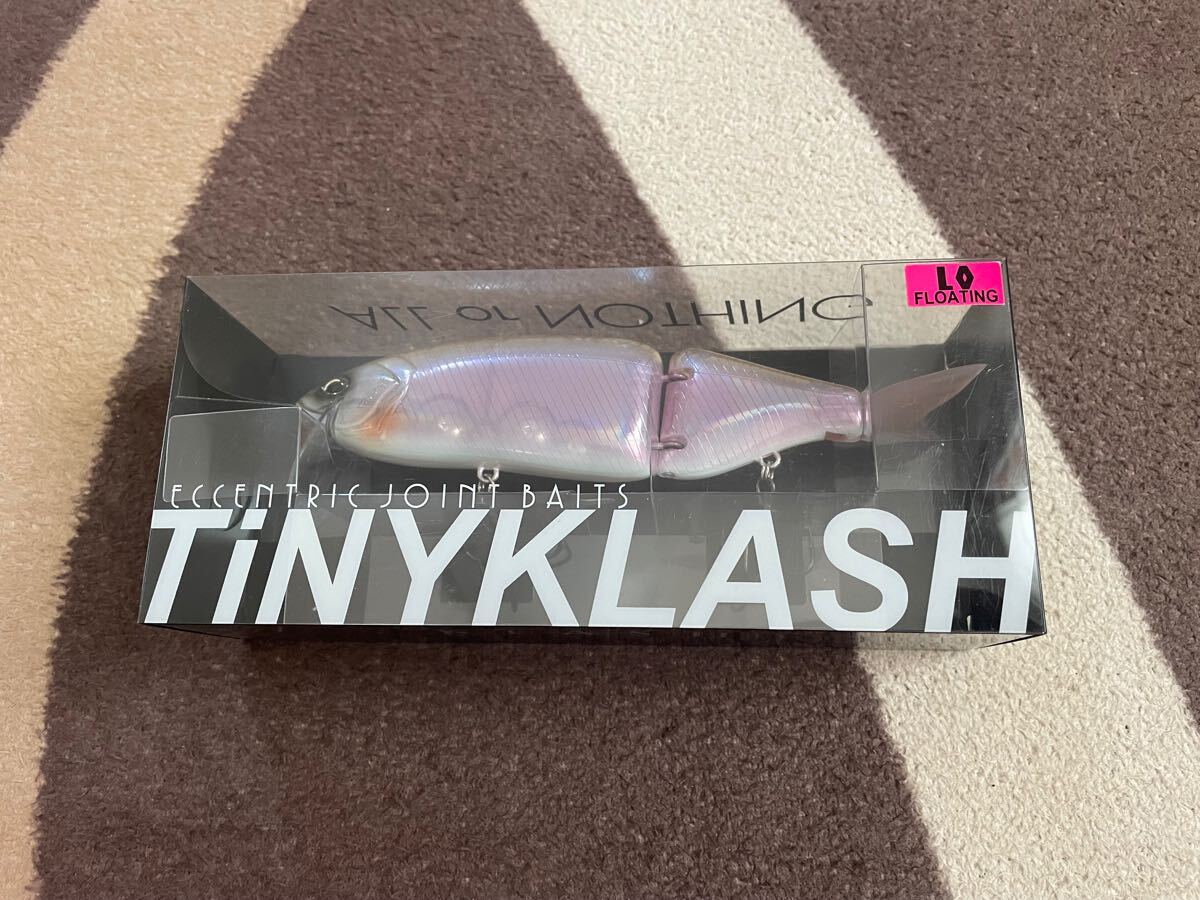 LO
FLOATING
ALL or NOTHING
ECCENTRIC JOINT BAITS
TiNYKLASH